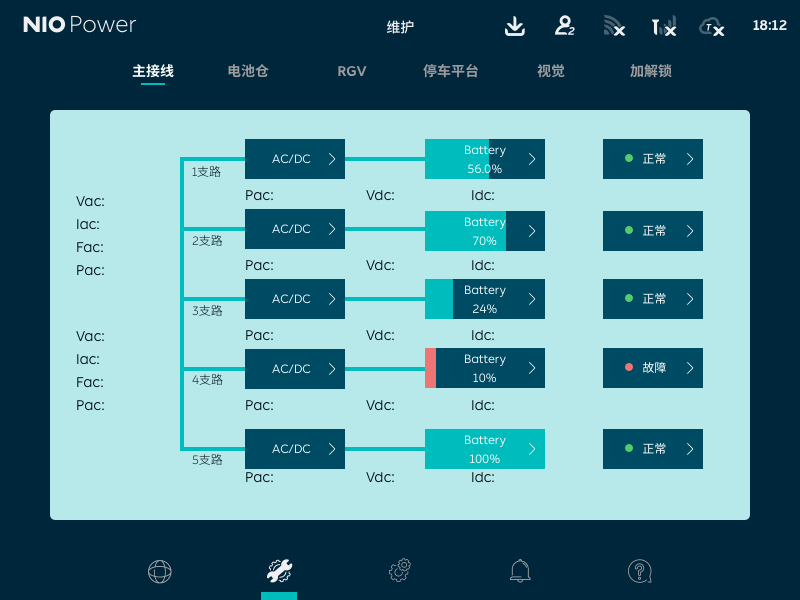 NIO Power
维护
2
T
T
18:12
主接线
电池仓
RGV
停车平台
视觉
加解锁
1支路
AC/DC
Battery
56.0%
正常
Pac:
Vdc:
Idc:
Vac:
Iac:
Fac:
Pac:
2支路
AC/DC
Battery
70%
正常
Pac:
Vdc:
Idc:
3支路
AC/DC
Battery
24%
正常
Pac:
Vdc:
Idc:
Vac:
Iac:
Fac:
Pac:
4支路
AC/DC
Battery
10%
故障
Pac:
Vdc:
Idc:
5支路
AC/DC
Battery
100%
正常
Pac:
Vdc:
Idc:
?